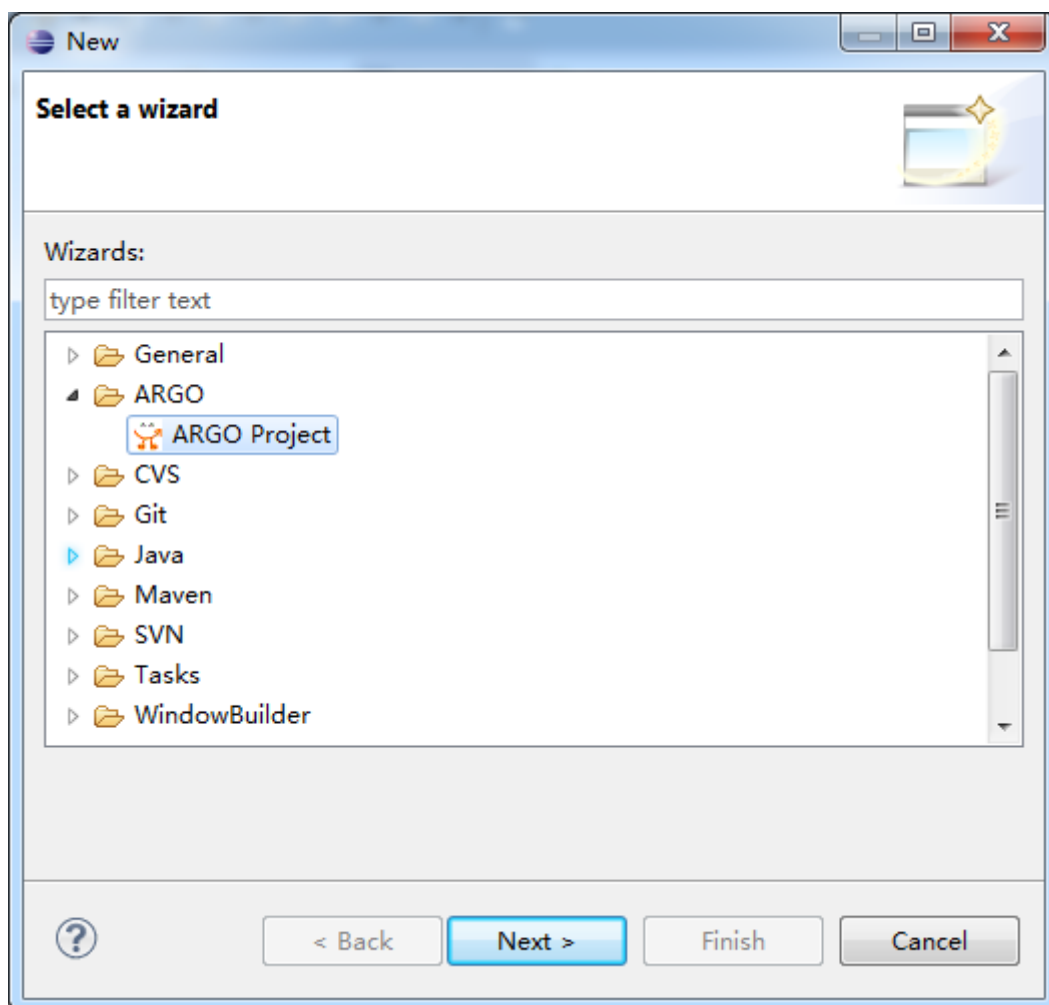 New
Select a wizard
Wizards:
type filter text
General
ARGO
ARGO Project
CVS
Git
Java
Maven
SVN
Tasks
WindowBuilder
< Back Next > Finish Cancel